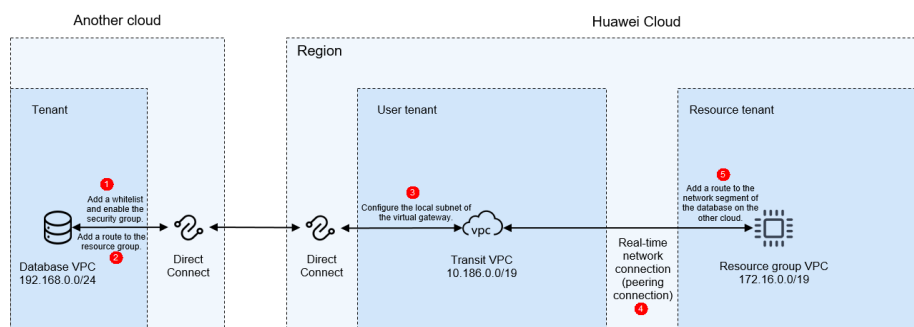 Another cloud
Huawei Cloud
Region
Tenant
User tenant
Resource tenant
1
Add a whitelist
and enable the
security group.
Add a route to the
resource group.
2
3
Configure the local subnet of
the virtual gateway.
5
Add a route to the
network segment of
the database on the
other cloud.
vpc
Database VPC
192.168.0.0/24
Direct
Connect
Direct
Connect
Transit VPC
10.186.0.0/19
Real-time
network
connection
(peering
connection)
4
Resource group VPC
172.16.0.0/19